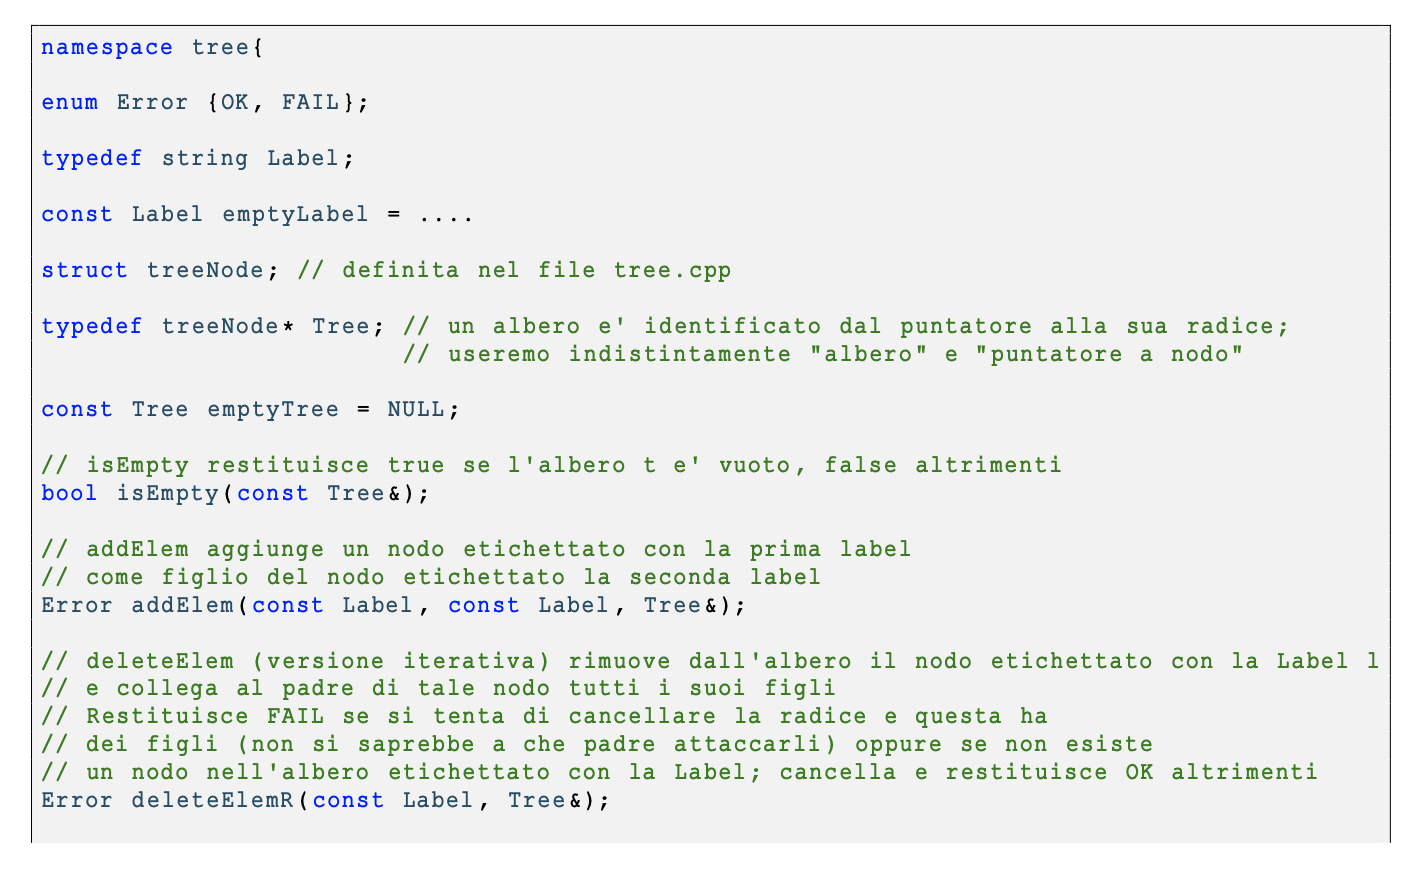 namespace tree{
enum Error {OK, FAIL};
typedef string Label;
const Label emptyLabel = ....
struct treeNode; // definita nel file tree.cpp
typedef treeNode* Tree; // un albero e' identificato dal puntatore alla sua radice;
// useremo indistintamente "albero" e "puntatore a nodo"
const Tree emptyTree = NULL;
// isEmpty restituisce true se l'albero t e' vuoto, false altrimenti
bool isEmpty(const Tree&);
// addElem aggiunge un nodo etichettato con la prima label
// come figlio del nodo etichettato la seconda label
Error addElem(const Label, const Label, Tree&);
// deleteElem (versione iterativa) rimuove dall'albero il nodo etichettato con la Label l
// e collega al padre di tale nodo tutti i suoi figli
// Restituisce FAIL se si tenta di cancellare la radice e questa ha
// dei figli (non si saprebbe a che padre attaccarli) oppure se non esiste
// un nodo nell'albero etichettato con la Label; cancella e restituisce OK altrimenti
Error deleteElemR(const Label, Tree&);